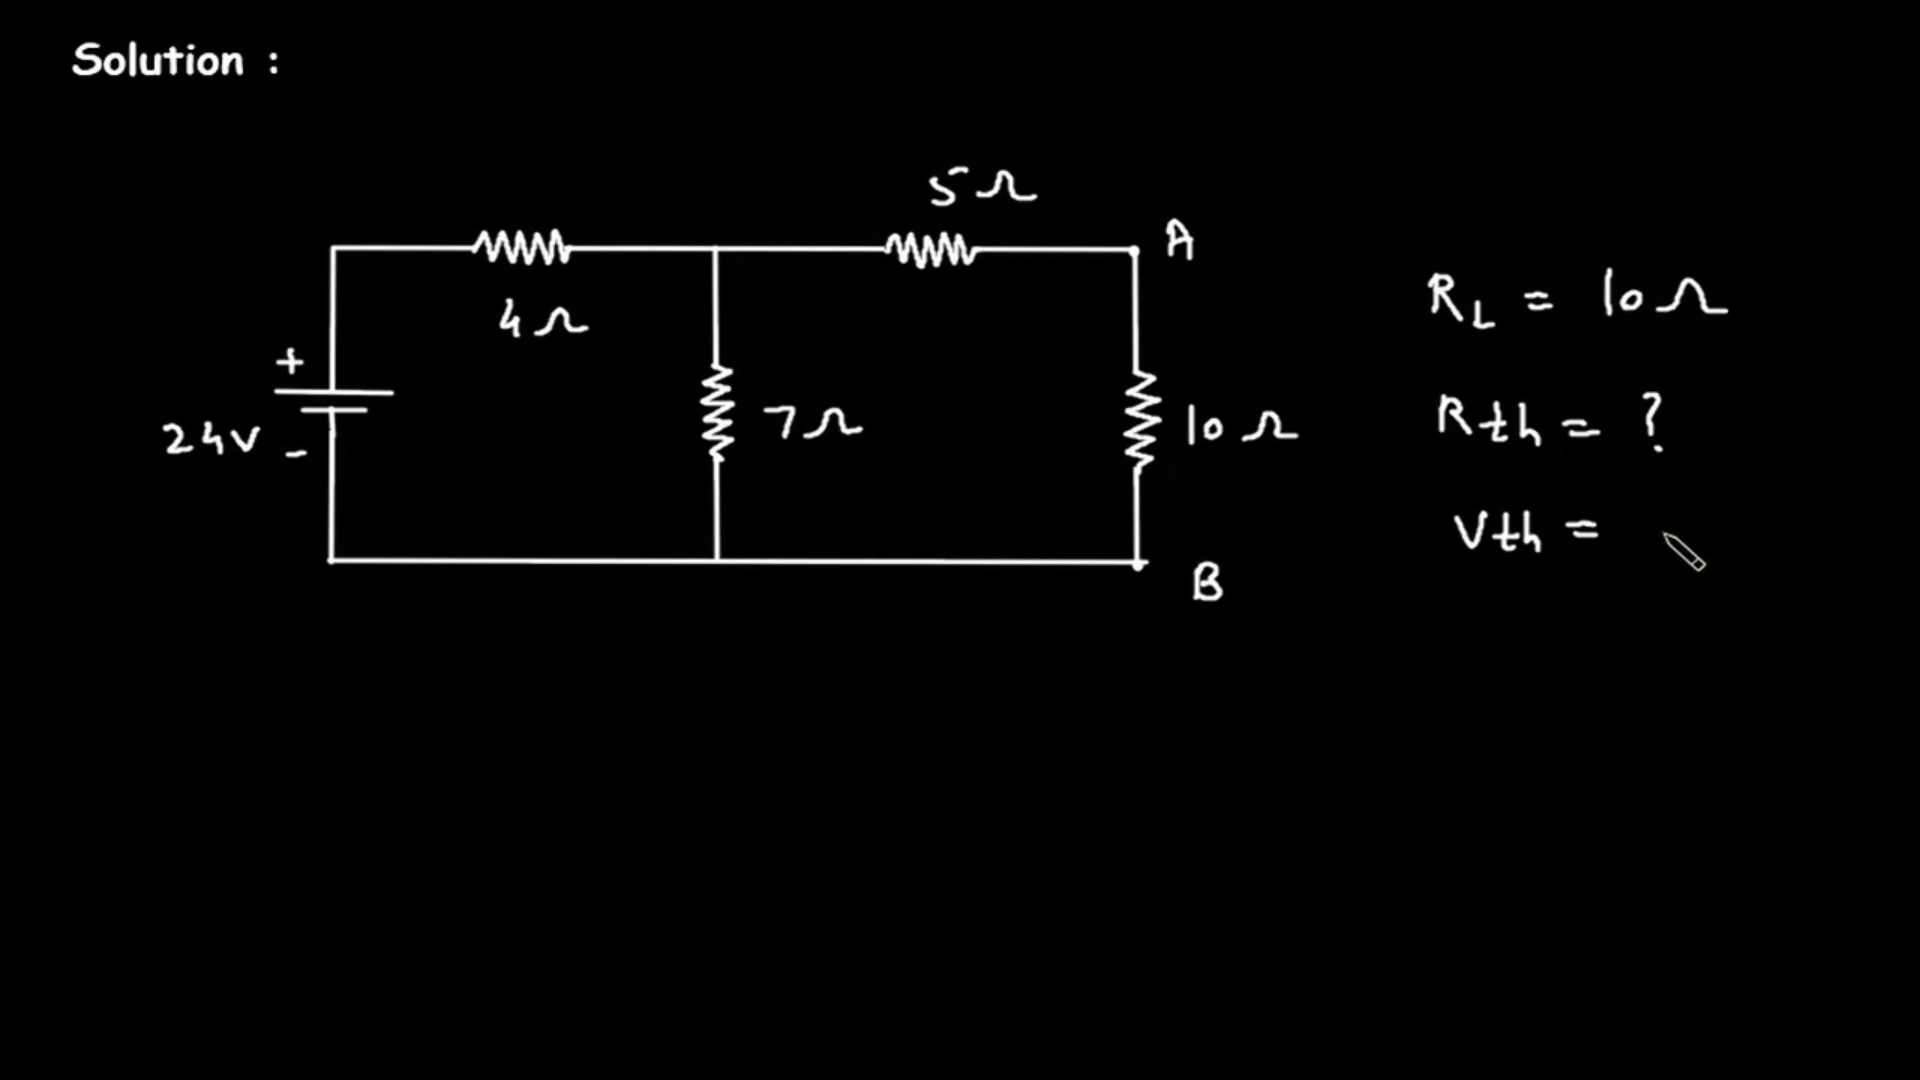 Solution :
5Ω
A
4Ω
+
24v
-
7Ω
10Ω
B
RL = 10Ω
Rth = ?
Vth =